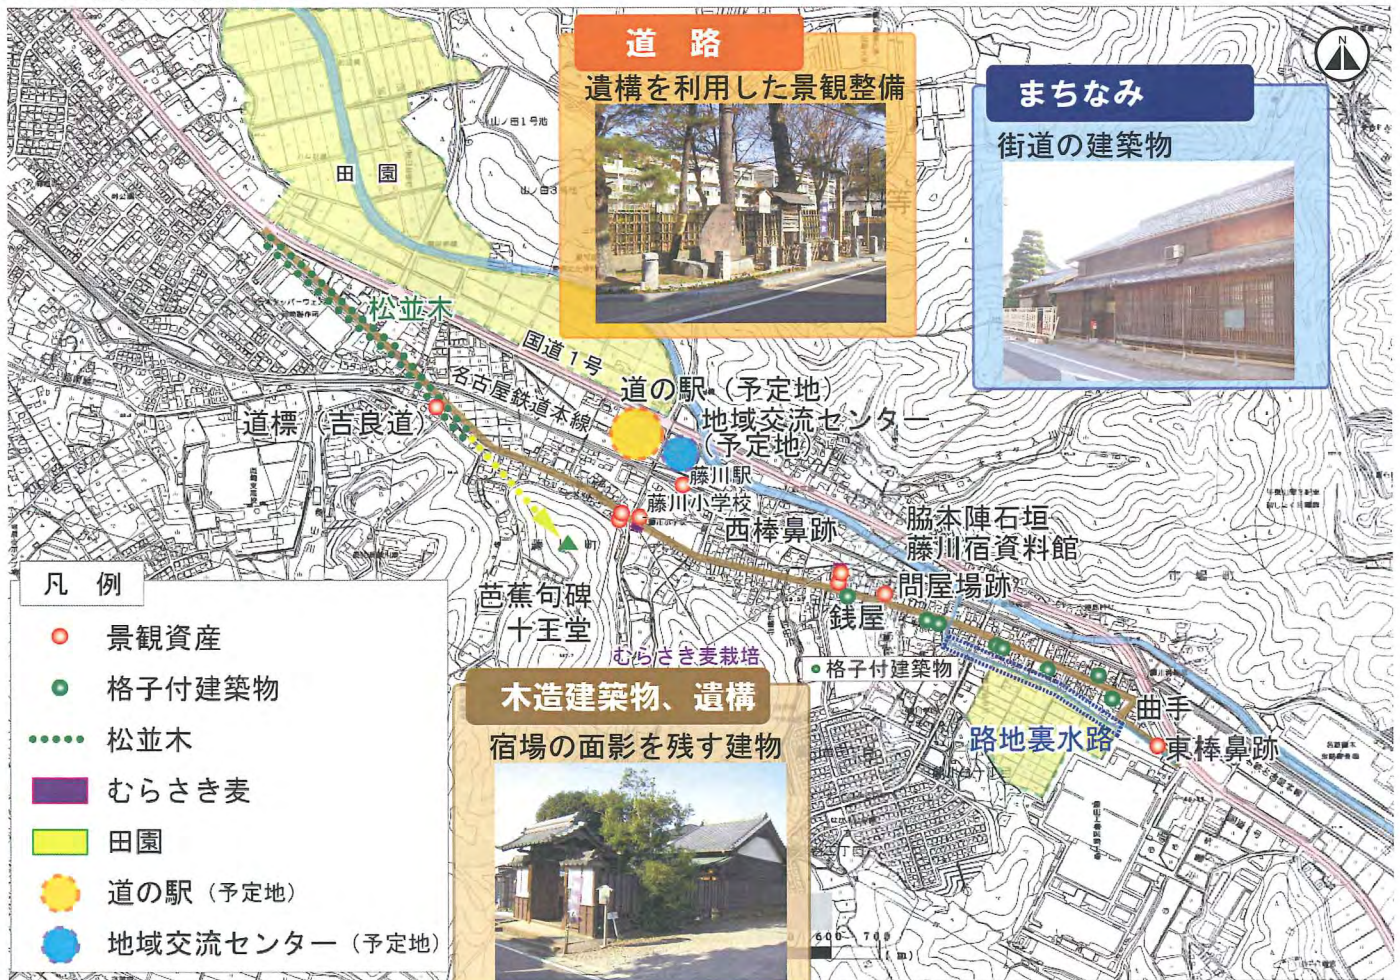 道 路
遺構を利用した景観整備
N
まちなみ
街道の建築物
山ノ田1号池
田 園
松並木
国道1号
名古屋鉄道本線
道標（吉良道）
道の駅（予定地）
地域交流センター
（予定地）
藤川駅
藤川小学校
西棒鼻跡
脇本陣石垣
藤川宿資料館
問屋場跡
銭屋
芭蕉句碑
十王堂
むらさき麦栽培
格子付建築物
曲手
路地裏水路
東棒鼻跡
木造建築物、遺構
宿場の面影を残す建物
凡 例
景観資産
格子付建築物
松並木
むらさき麦
田園
道の駅（予定地）
地域交流センター（予定地）
600 700
(m)